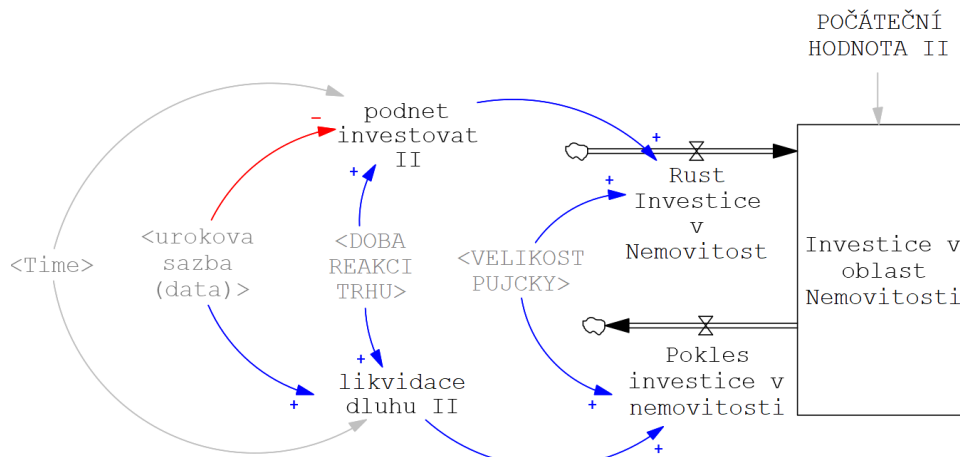 POČÁTEČNÍ
HODNOTA II
podnet
investovat
II
−
+
+
Rust
Investice
v
Nemovitost
+
<Time>
<urokova
sazba
(data)>
<DOBA
REAKCI
TRHU>
<VELIKOST
PUJCKY>
Investice v
oblast
Nemovitosti
+
likvidace
dluhu II
+
Pokles
investice v
nemovitosti
+
+